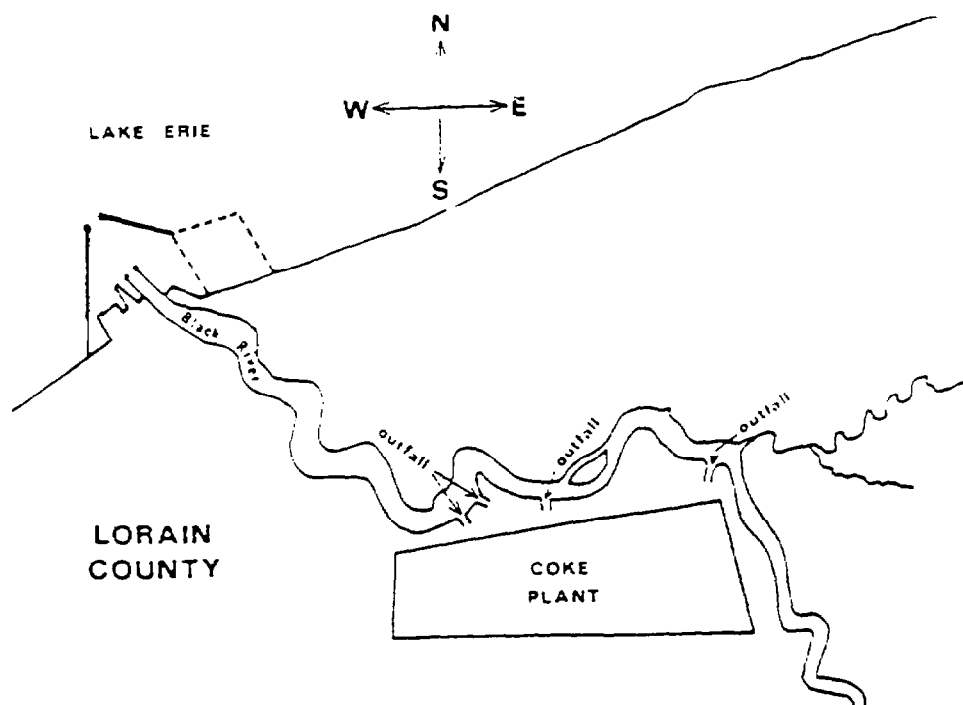 N
W E
S
LAKE ERIE
Black River
outfall
outfall
outfall
LORAIN
COUNTY
COKE
PLANT